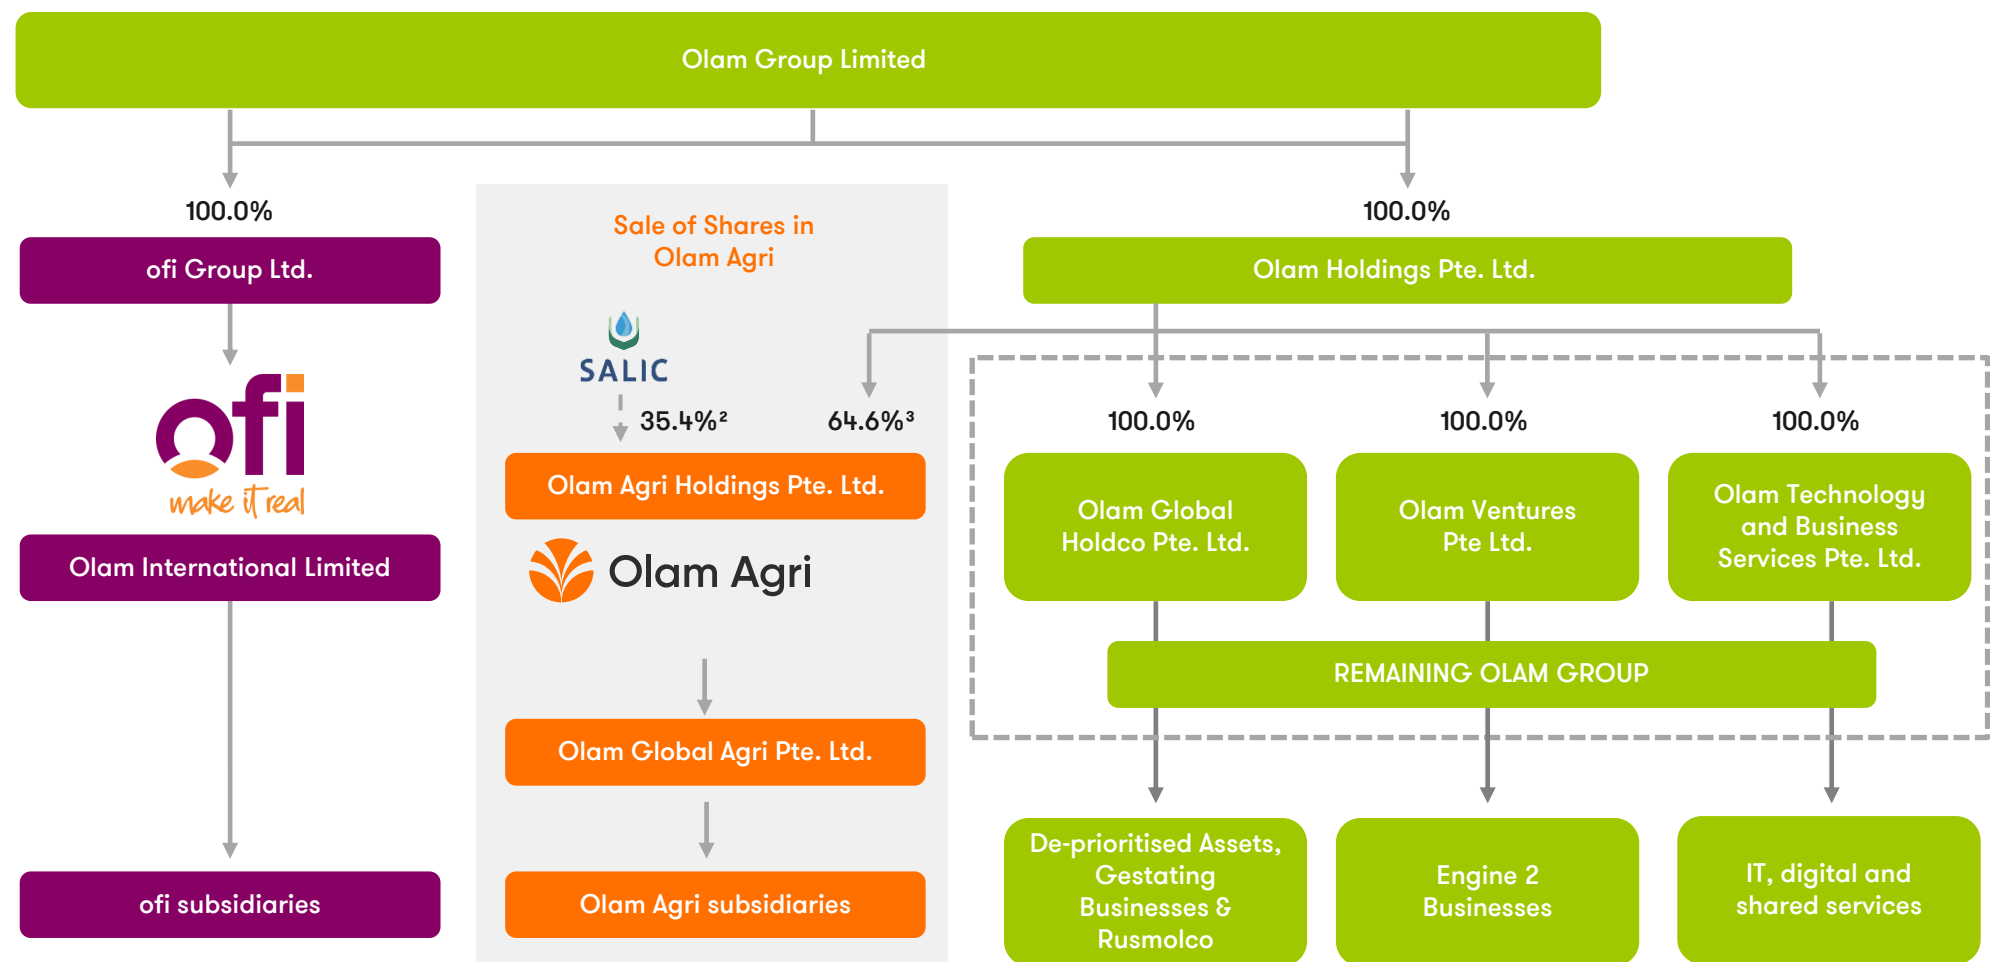 Olam Group Limited
100.0%
ofi Group Ltd.
ofi
make it real
Olam International Limited
ofi subsidiaries
Sale of Shares in
Olam Agri
SALIC
35.4%²
64.6%³
Olam Agri Holdings Pte. Ltd.
Olam Agri
Olam Global Agri Pte. Ltd.
Olam Agri subsidiaries
100.0%
Olam Holdings Pte. Ltd.
100.0%
100.0%
100.0%
Olam Global
Holdco Pte. Ltd.
Olam Ventures
Pte Ltd.
Olam Technology
and Business
Services Pte. Ltd.
REMAINING OLAM GROUP
De-prioritised Assets,
Gestating
Businesses &
Rusmolco
Engine 2
Businesses
IT, digital and
shared services